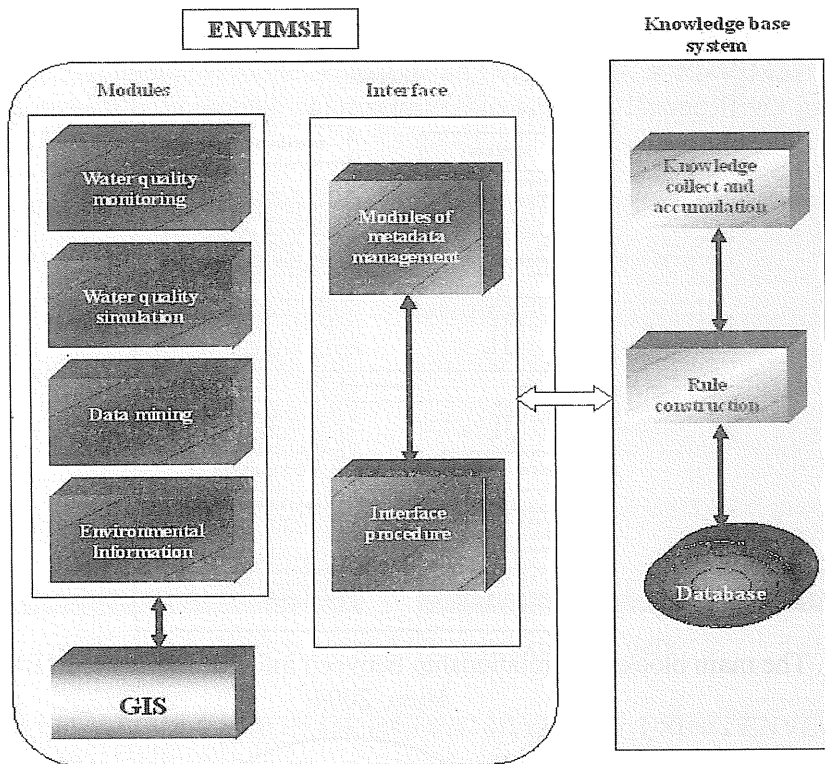 ENVIMSH
Modules
Interface
Water quality
monitoring
Water quality
simulation
Data mining
Environmental
Information
GIS
Modules of
metadata
management
Interface
procedure
Knowledge base
system
Knowledge
collect and
accumulation
Rule
construction
Database